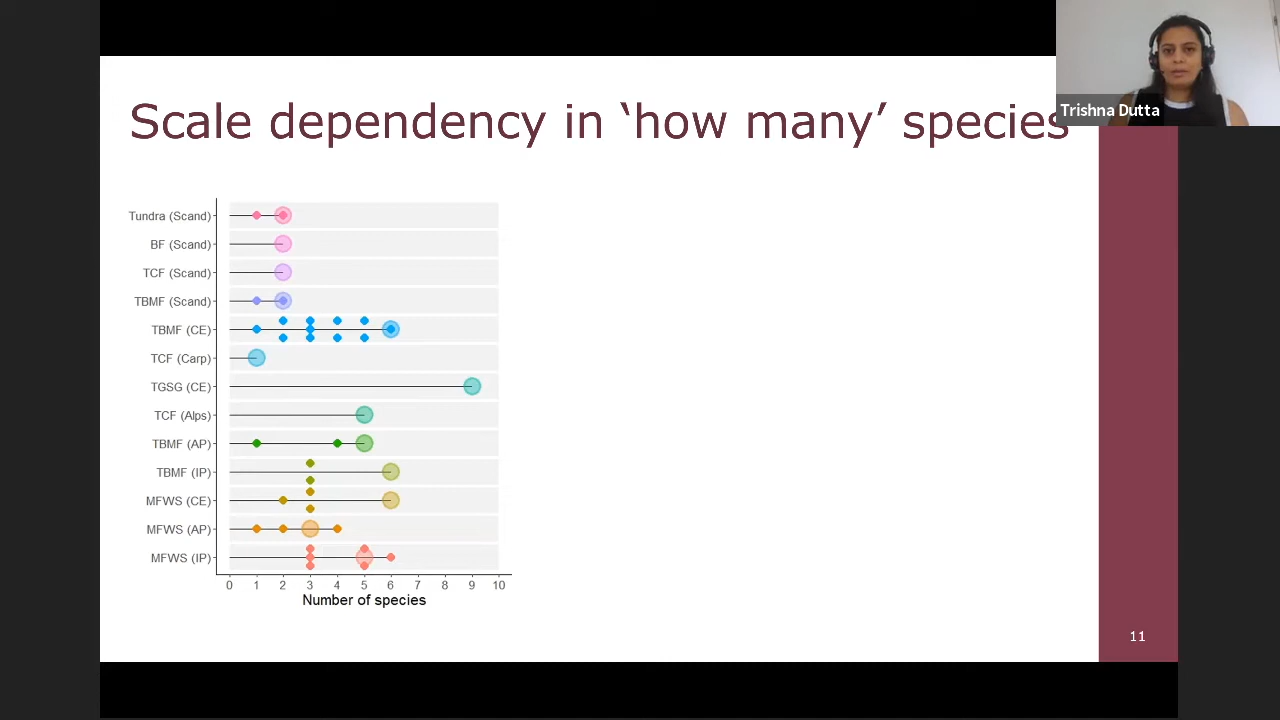 Scale dependency in ‘how many’ species
Trishna Dutta
Tundra (Scand)
BF (Scand)
TCF (Scand)
TBMF (Scand)
TBMF (CE)
TCF (Carp)
TGSG (CE)
TCF (Alps)
TBMF (AP)
TBMF (IP)
MFWS (CE)
MFWS (AP)
MFWS (IP)
0 1 2 3 4 5 6 7 8 9 10
Number of species
11